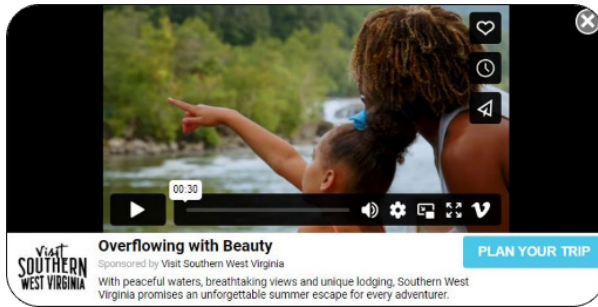 00:30
Visit
SOUTHERN
WEST VIRGINIA
Overflowing with Beauty
Sponsored by Visit Southern West Virginia
With peaceful waters, breathtaking views and unique lodging, Southern West
Virginia promises an unforgettable summer escape for every adventurer.
PLAN YOUR TRIP